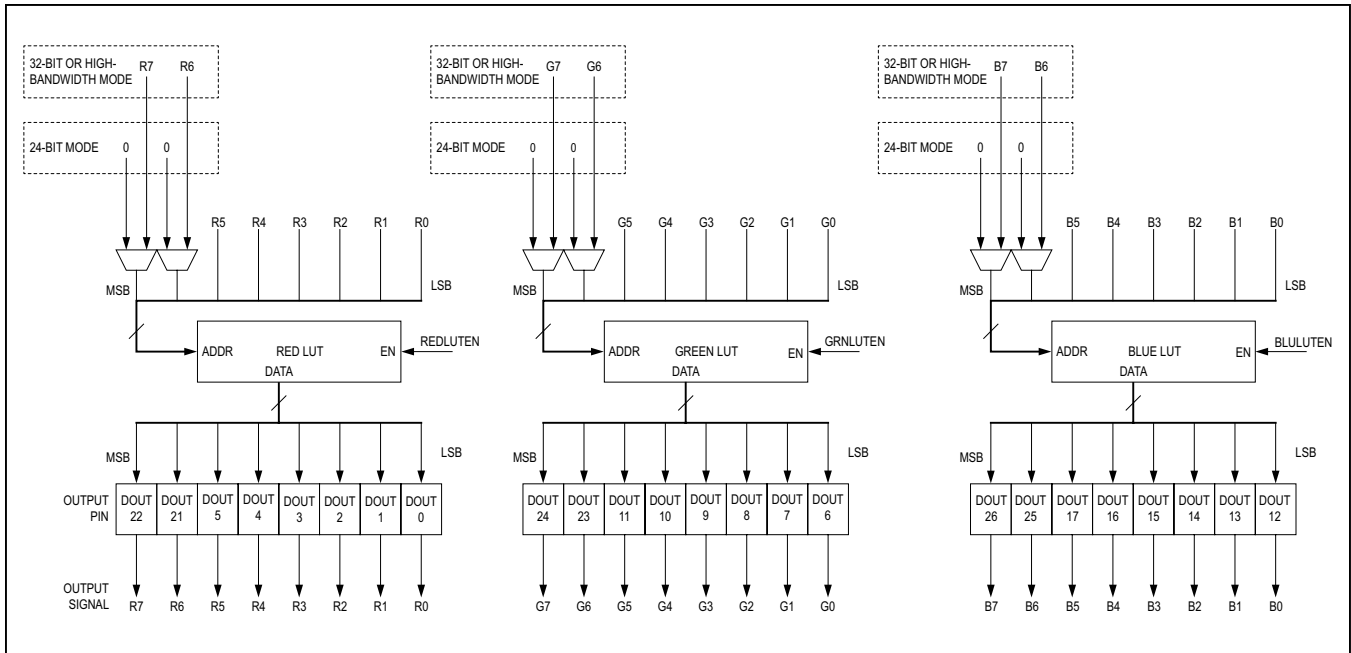 32-BIT OR HIGH-
BANDWIDTH MODE R7 R6
24-BIT MODE 0 0
R5 R4 R3 R2 R1 R0
MSB LSB
ADDR RED LUT EN REDLUTEN
DATA
MSB LSB
OUTPUT
PIN
DOUT 22 DOUT 21 DOUT 5 DOUT 4 DOUT 3 DOUT 2 DOUT 1 DOUT 0
OUTPUT
SIGNAL
R7 R6 R5 R4 R3 R2 R1 R0
32-BIT OR HIGH-
BANDWIDTH MODE G7 G6
24-BIT MODE 0 0
G5 G4 G3 G2 G1 G0
MSB LSB
ADDR GREEN LUT EN GRNLUTEN
DATA
MSB LSB
DOUT 24 DOUT 23 DOUT 11 DOUT 10 DOUT 9 DOUT 8 DOUT 7 DOUT 6
G7 G6 G5 G4 G3 G2 G1 G0
32-BIT OR HIGH-
BANDWIDTH MODE B7 B6
24-BIT MODE 0 0
B5 B4 B3 B2 B1 B0
MSB LSB
ADDR BLUE LUT EN BLULUTEN
DATA
MSB LSB
DOUT 26 DOUT 25 DOUT 17 DOUT 16 DOUT 15 DOUT 14 DOUT 13 DOUT 12
B7 B6 B5 B4 B3 B2 B1 B0